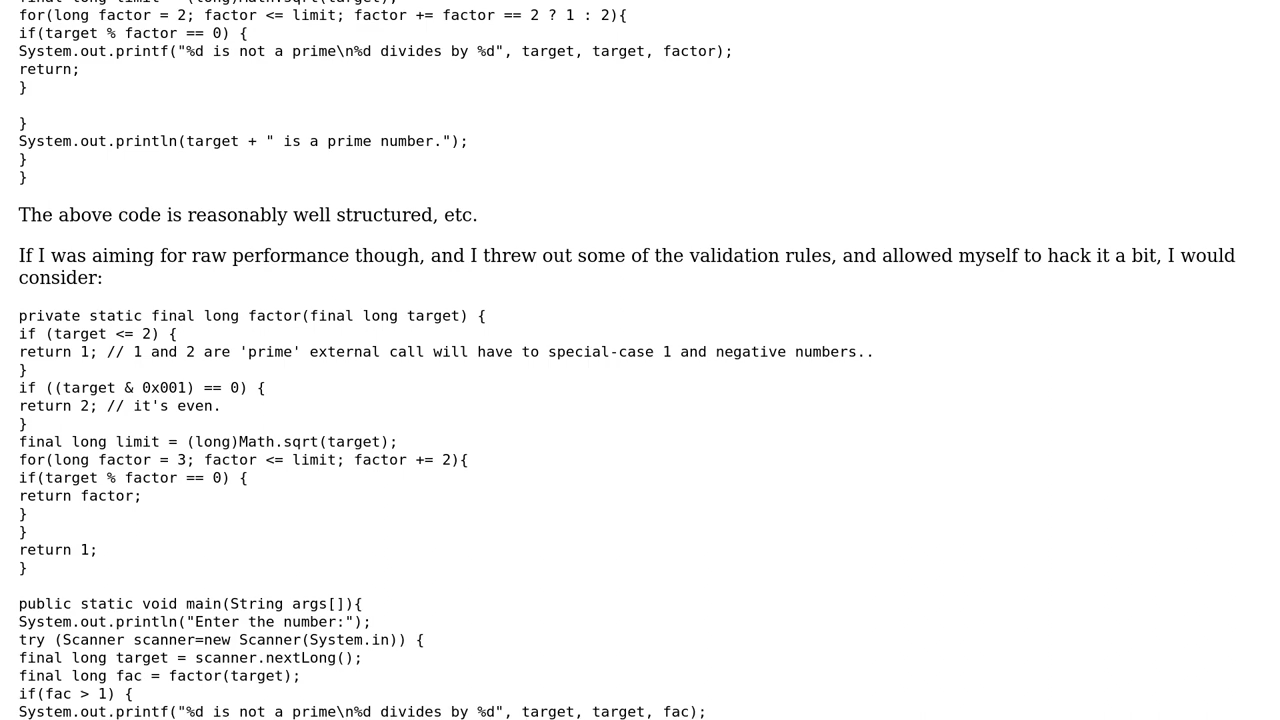 final long limit = (long)Math.sqrt(target);
for(long factor = 2; factor <= limit; factor += factor == 2 ? 1 : 2){
if(target % factor == 0) {
System.out.printf("%d is not a prime\n%d divides by %d", target, target, factor);
return;
}
}
System.out.println(target + " is a prime number.");
}
}
The above code is reasonably well structured, etc.
If I was aiming for raw performance though, and I threw out some of the validation rules, and allowed myself to hack it a bit, I would
consider:
private static final long factor(final long target) {
if (target <= 2) {
return 1; // 1 and 2 are 'prime' external call will have to special-case 1 and negative numbers..
}
if ((target & 0x001) == 0) {
return 2; // it's even.
}
final long limit = (long)Math.sqrt(target);
for(long factor = 3; factor <= limit; factor += 2){
if(target % factor == 0) {
return factor;
}
}
return 1;
}
public static void main(String args[]){
System.out.println("Enter the number:");
try (Scanner scanner=new Scanner(System.in)) {
final long target = scanner.nextLong();
final long fac = factor(target);
if(fac > 1) {
System.out.printf("%d is not a prime\n%d divides by %d", target, target, fac);